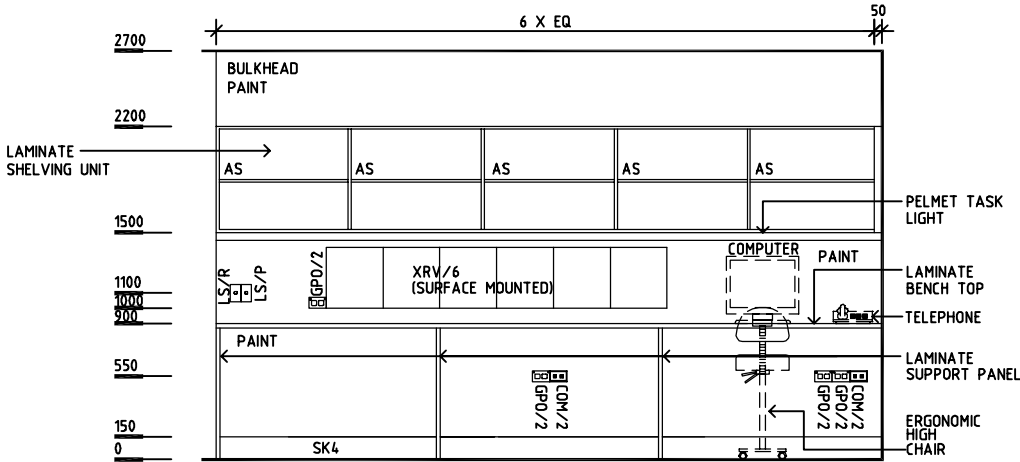 50
6 X EQ
2700
BULKHEAD
PAINT
2200
LAMINATE
SHELVING UNIT
AS
AS
AS
AS
AS
PELMET TASK
LIGHT
1500
COMPUTER
PAINT
LS/R
LS/P
GPO/2
XRV/6
(SURFACE MOUNTED)
LAMINATE
BENCH TOP
1100
1000
900
TELEPHONE
PAINT
LAMINATE
SUPPORT PANEL
550
GPO/2
COM/2
GPO/2
GPO/2
COM/2
ERGONOMIC
HIGH
CHAIR
150
0
SK4